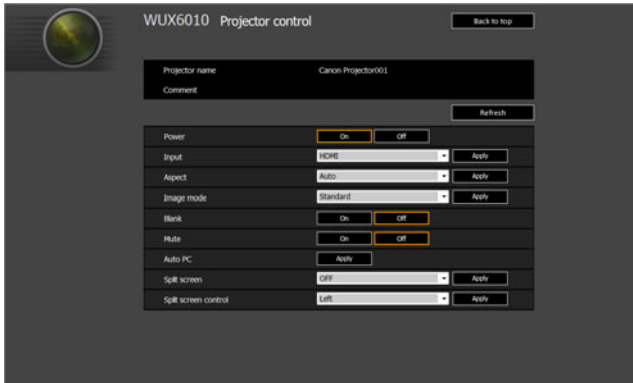 WUX6010 Projector control Back to top
Projector name Canon Projector001
Comment
Refresh
Power On Off
Input HDMI Apply
Aspect Auto Apply
Image mode Standard Apply
Blank On Off
Mute On Off
Auto PC Apply
Split screen OFF Apply
Split screen control Left Apply